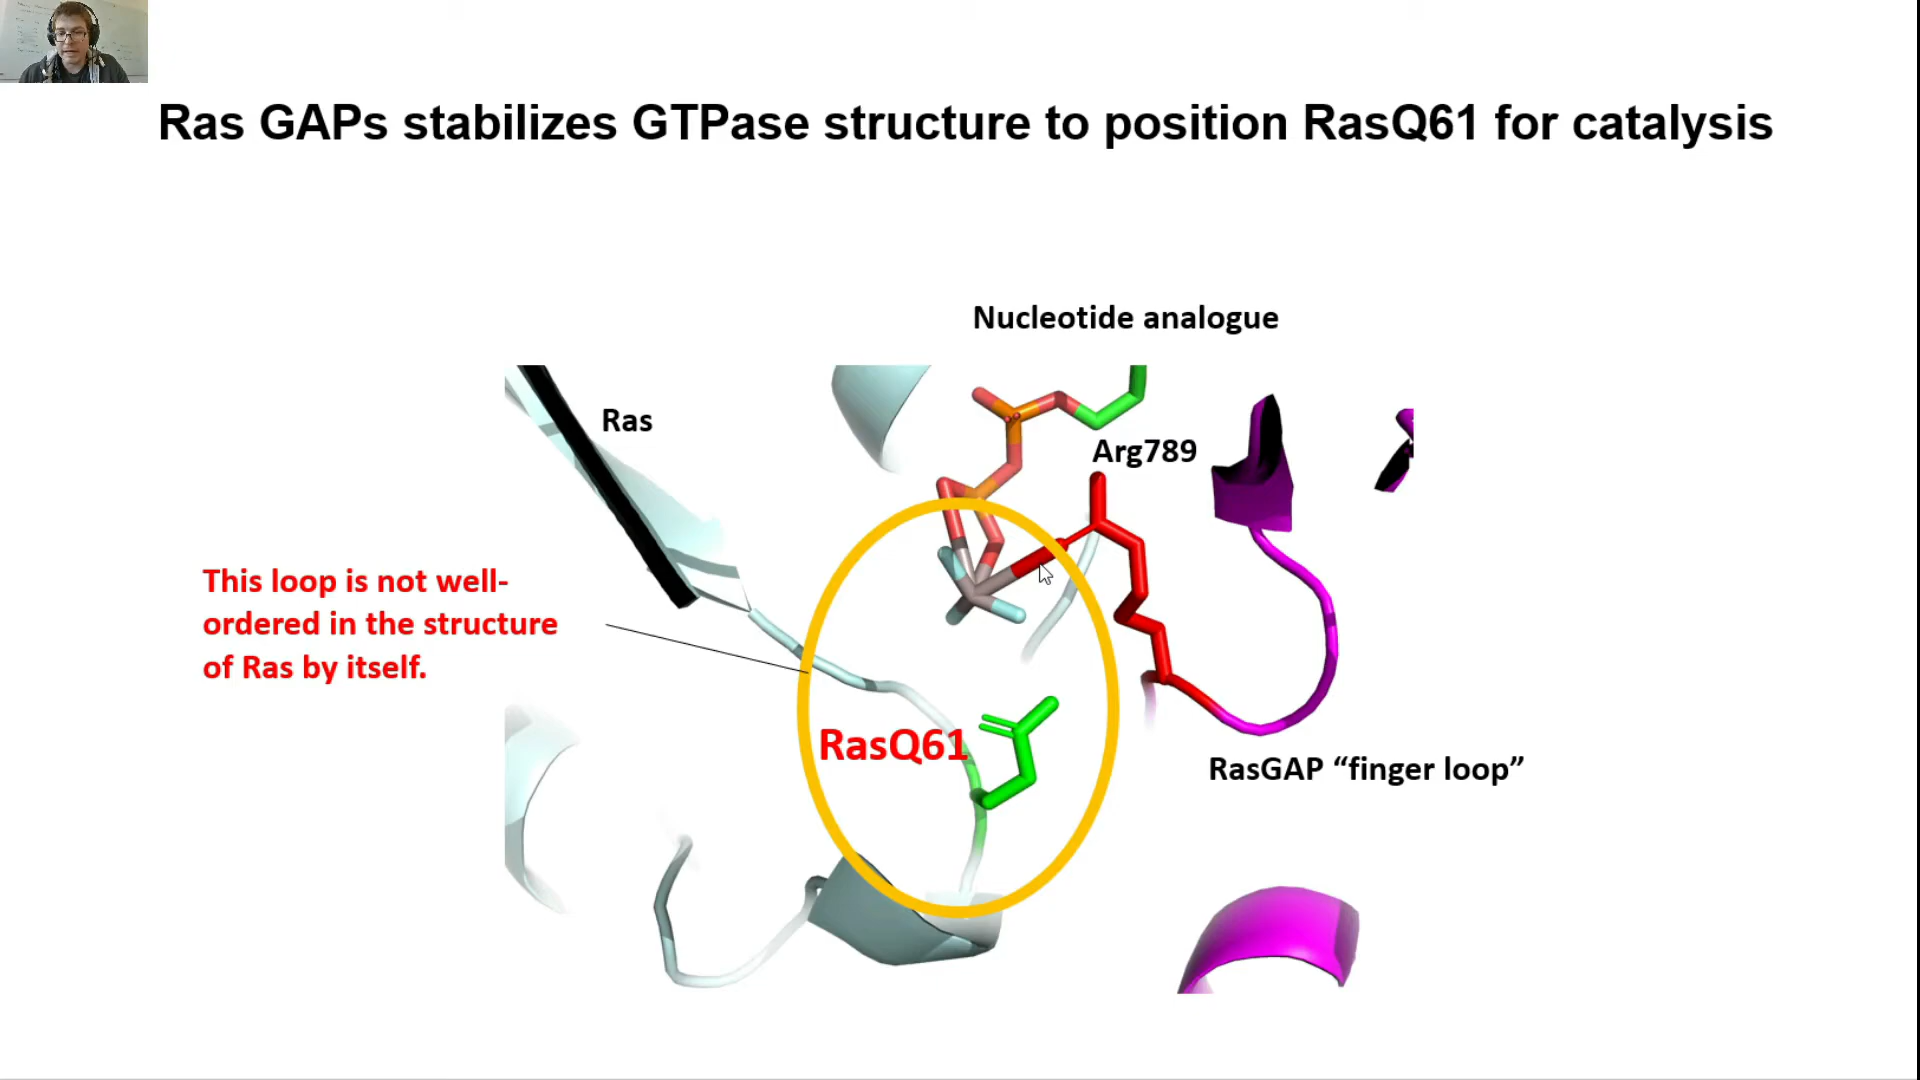 Ras GAPs stabilizes GTPase structure to position RasQ61 for catalysis
Nucleotide analogue
Ras
Arg789
This loop is not well-
ordered in the structure
of Ras by itself.
RasQ61
RasGAP “finger loop”